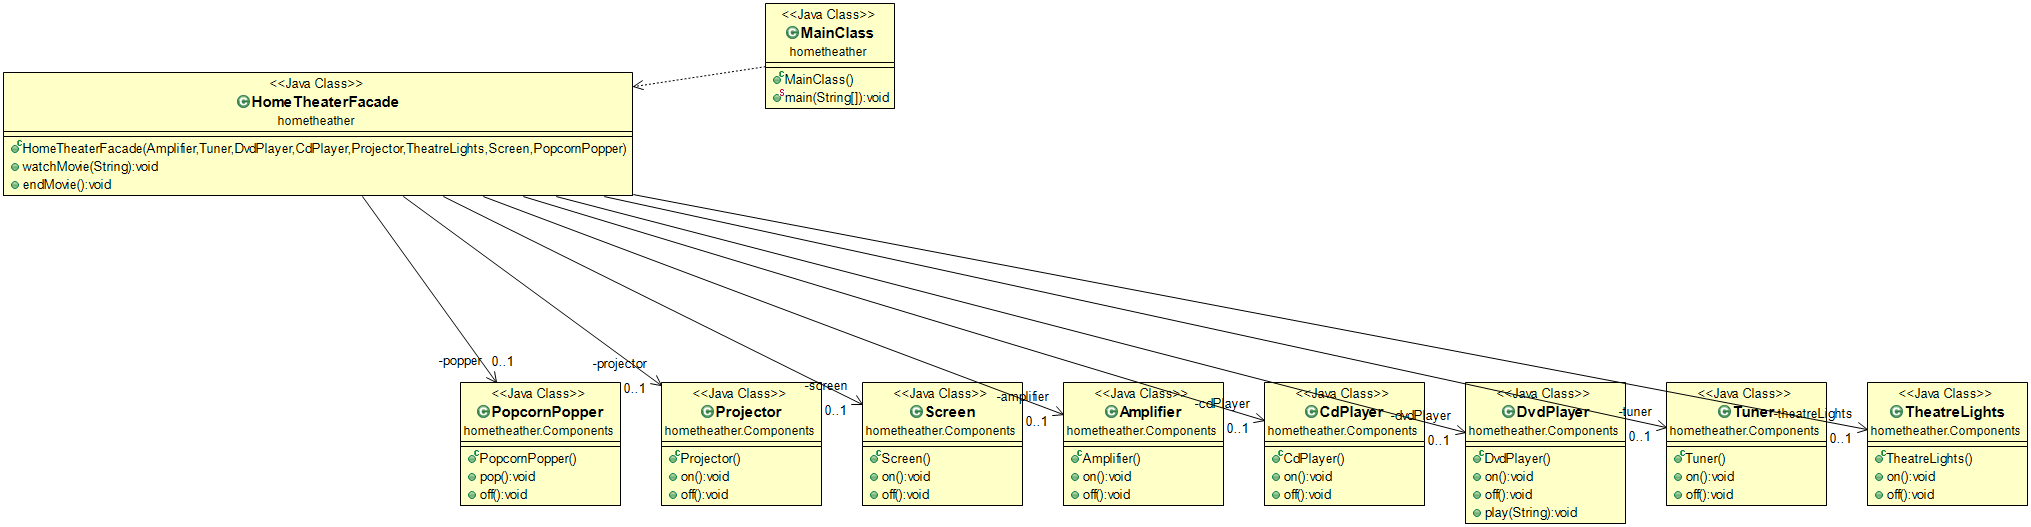 <<Java Class>>
MainClass
hometheather
MainClass()
main(String[]):void
<<Java Class>>
HomeTheaterFacade
hometheather
HomeTheaterFacade(Amplifier,Tuner,DvdPlayer,CdPlayer,Projector,TheatreLights,Screen,PopcornPopper)
watchMovie(String):void
endMovie():void
-popper 0..1
-projector
0..1
-screen
0..1
-amplifier
0..1
-cdPlayer
0..1
-dvdPlayer
0..1
-tuner
0..1
-theatreLights
0..1
<<Java Class>>
PopcornPopper
hometheather.Components
PopcornPopper()
pop():void
off():void
<<Java Class>>
Projector
hometheather.Components
Projector()
on():void
off():void
<<Java Class>>
Screen
hometheather.Components
Screen()
on():void
off():void
<<Java Class>>
Amplifier
hometheather.Components
Amplifier()
on():void
off():void
<<Java Class>>
CdPlayer
hometheather.Components
CdPlayer()
on():void
off():void
<<Java Class>>
DvdPlayer
hometheather.Components
DvdPlayer()
on():void
off():void
play(String):void
<<Java Class>>
Tuner
hometheather.Components
Tuner()
on():void
off():void
<<Java Class>>
TheatreLights
hometheather.Components
TheatreLights()
on():void
off():void